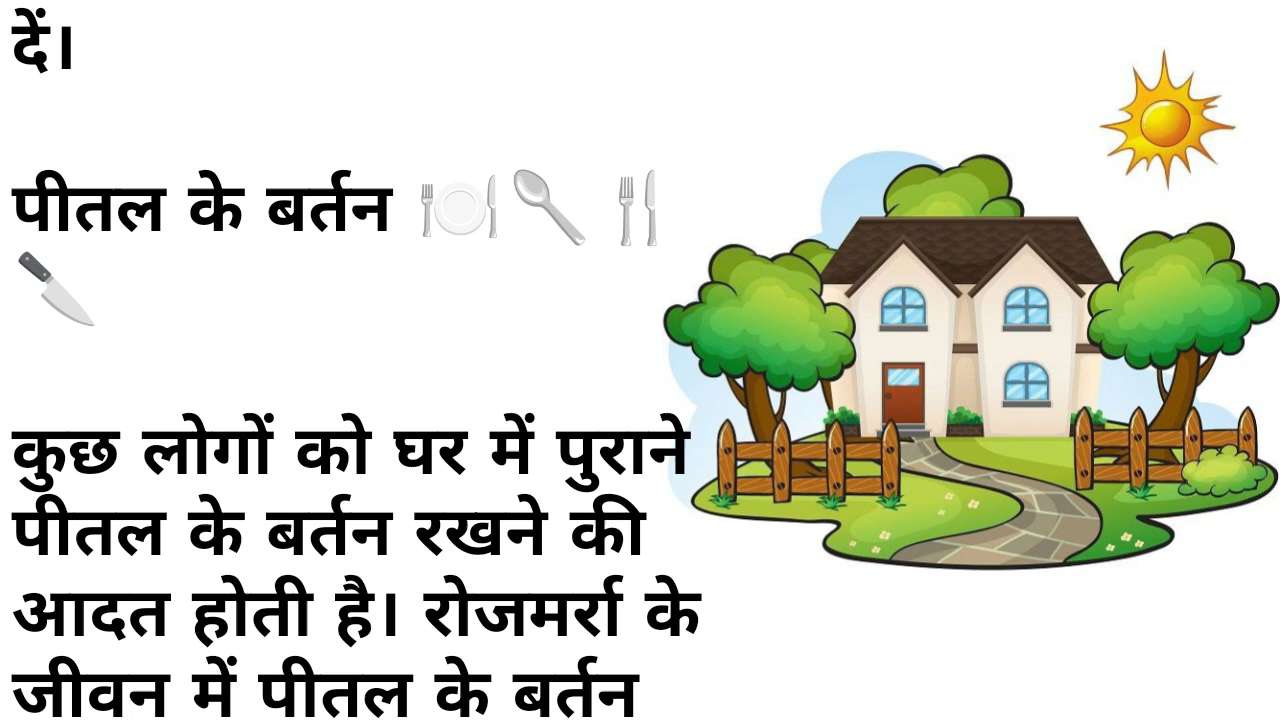 दें।
पीतल के बर्तन 🍽️🥄🍴
🔪
कुछ लोगों को घर में पुराने
पीतल के बर्तन रखने की
आदत होती है। रोजमर्रा के
जीवन में पीतल के बर्तन